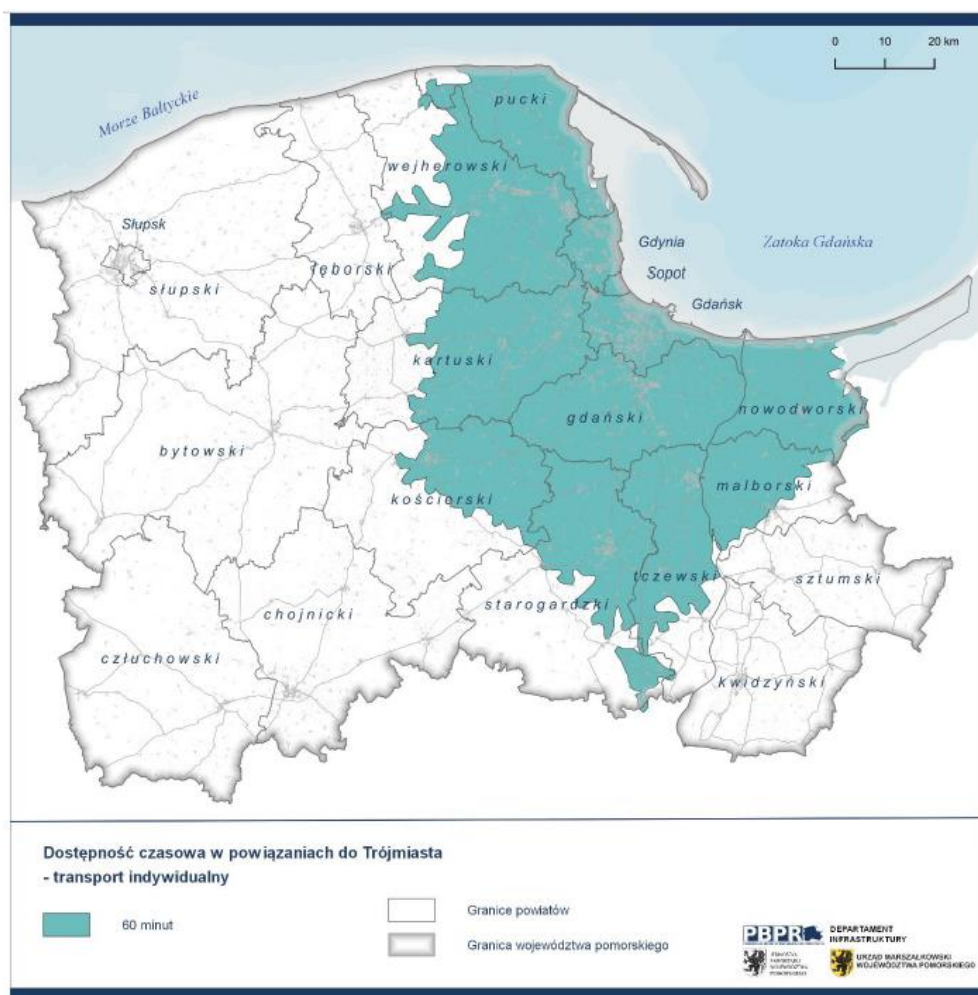 0 10 20 km
Morze Bałtyckie
pucki
wejherowski
Słupsk
Gdynia
Zatoka Gdańska
łęborski
Sopot
słupski
Gdańsk
kartuski
nowodworski
gdański
bytowski
malborski
kościerski
tczewski
sztumski
starogardzki
chojnicki
człuchowski
kwidzyński
Dostępność czasowa w powiązaniach do Trójmiasta
- transport indywidualny
60 minut
Granice powiatów
Granica województwa pomorskiego
PBPR
DEPARTAMENT
INFRASTRUKTURY
URZĄD MARSZAŁKOWSKI
WOJEWÓDZTWA POMORSKIEGO